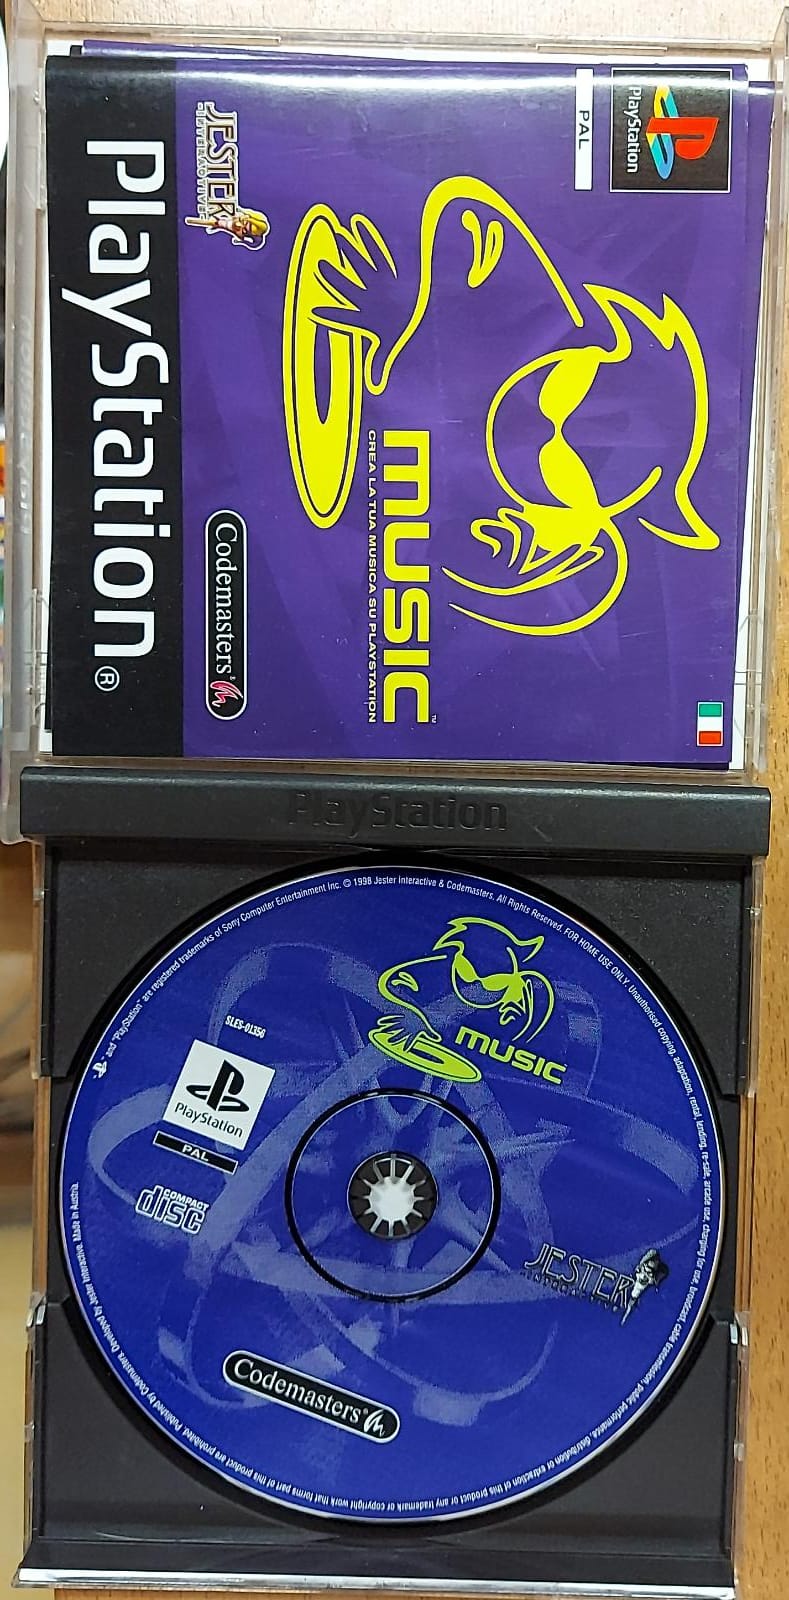 PlayStation®
JESTER
INTERACTIVE
PlayStation
PAL
MUSIC™
CREA LA TUA MUSICA SU PLAYSTATION
Codemasters
PlayStation
and "PlayStation" are registered trademarks of Sony Computer Entertainment Inc. © 1998 Jester Interactive & Codemasters. All Rights Reserved. FOR HOME USE ONLY. Unauthorised copying, adaptation, rental, lending, re-sale, arcade use, charging for use, broadcast, cable transmission, public performance, distribution or extraction of this product or any trademark or copyright work that forms part of this product are prohibited. Published by Codemasters. Developed by Jester Interactive. Made in Austria.
SLES-01356
MUSIC
PlayStation
PAL
COMPACT
disc
JESTER
INTERACTIVE
Codemasters